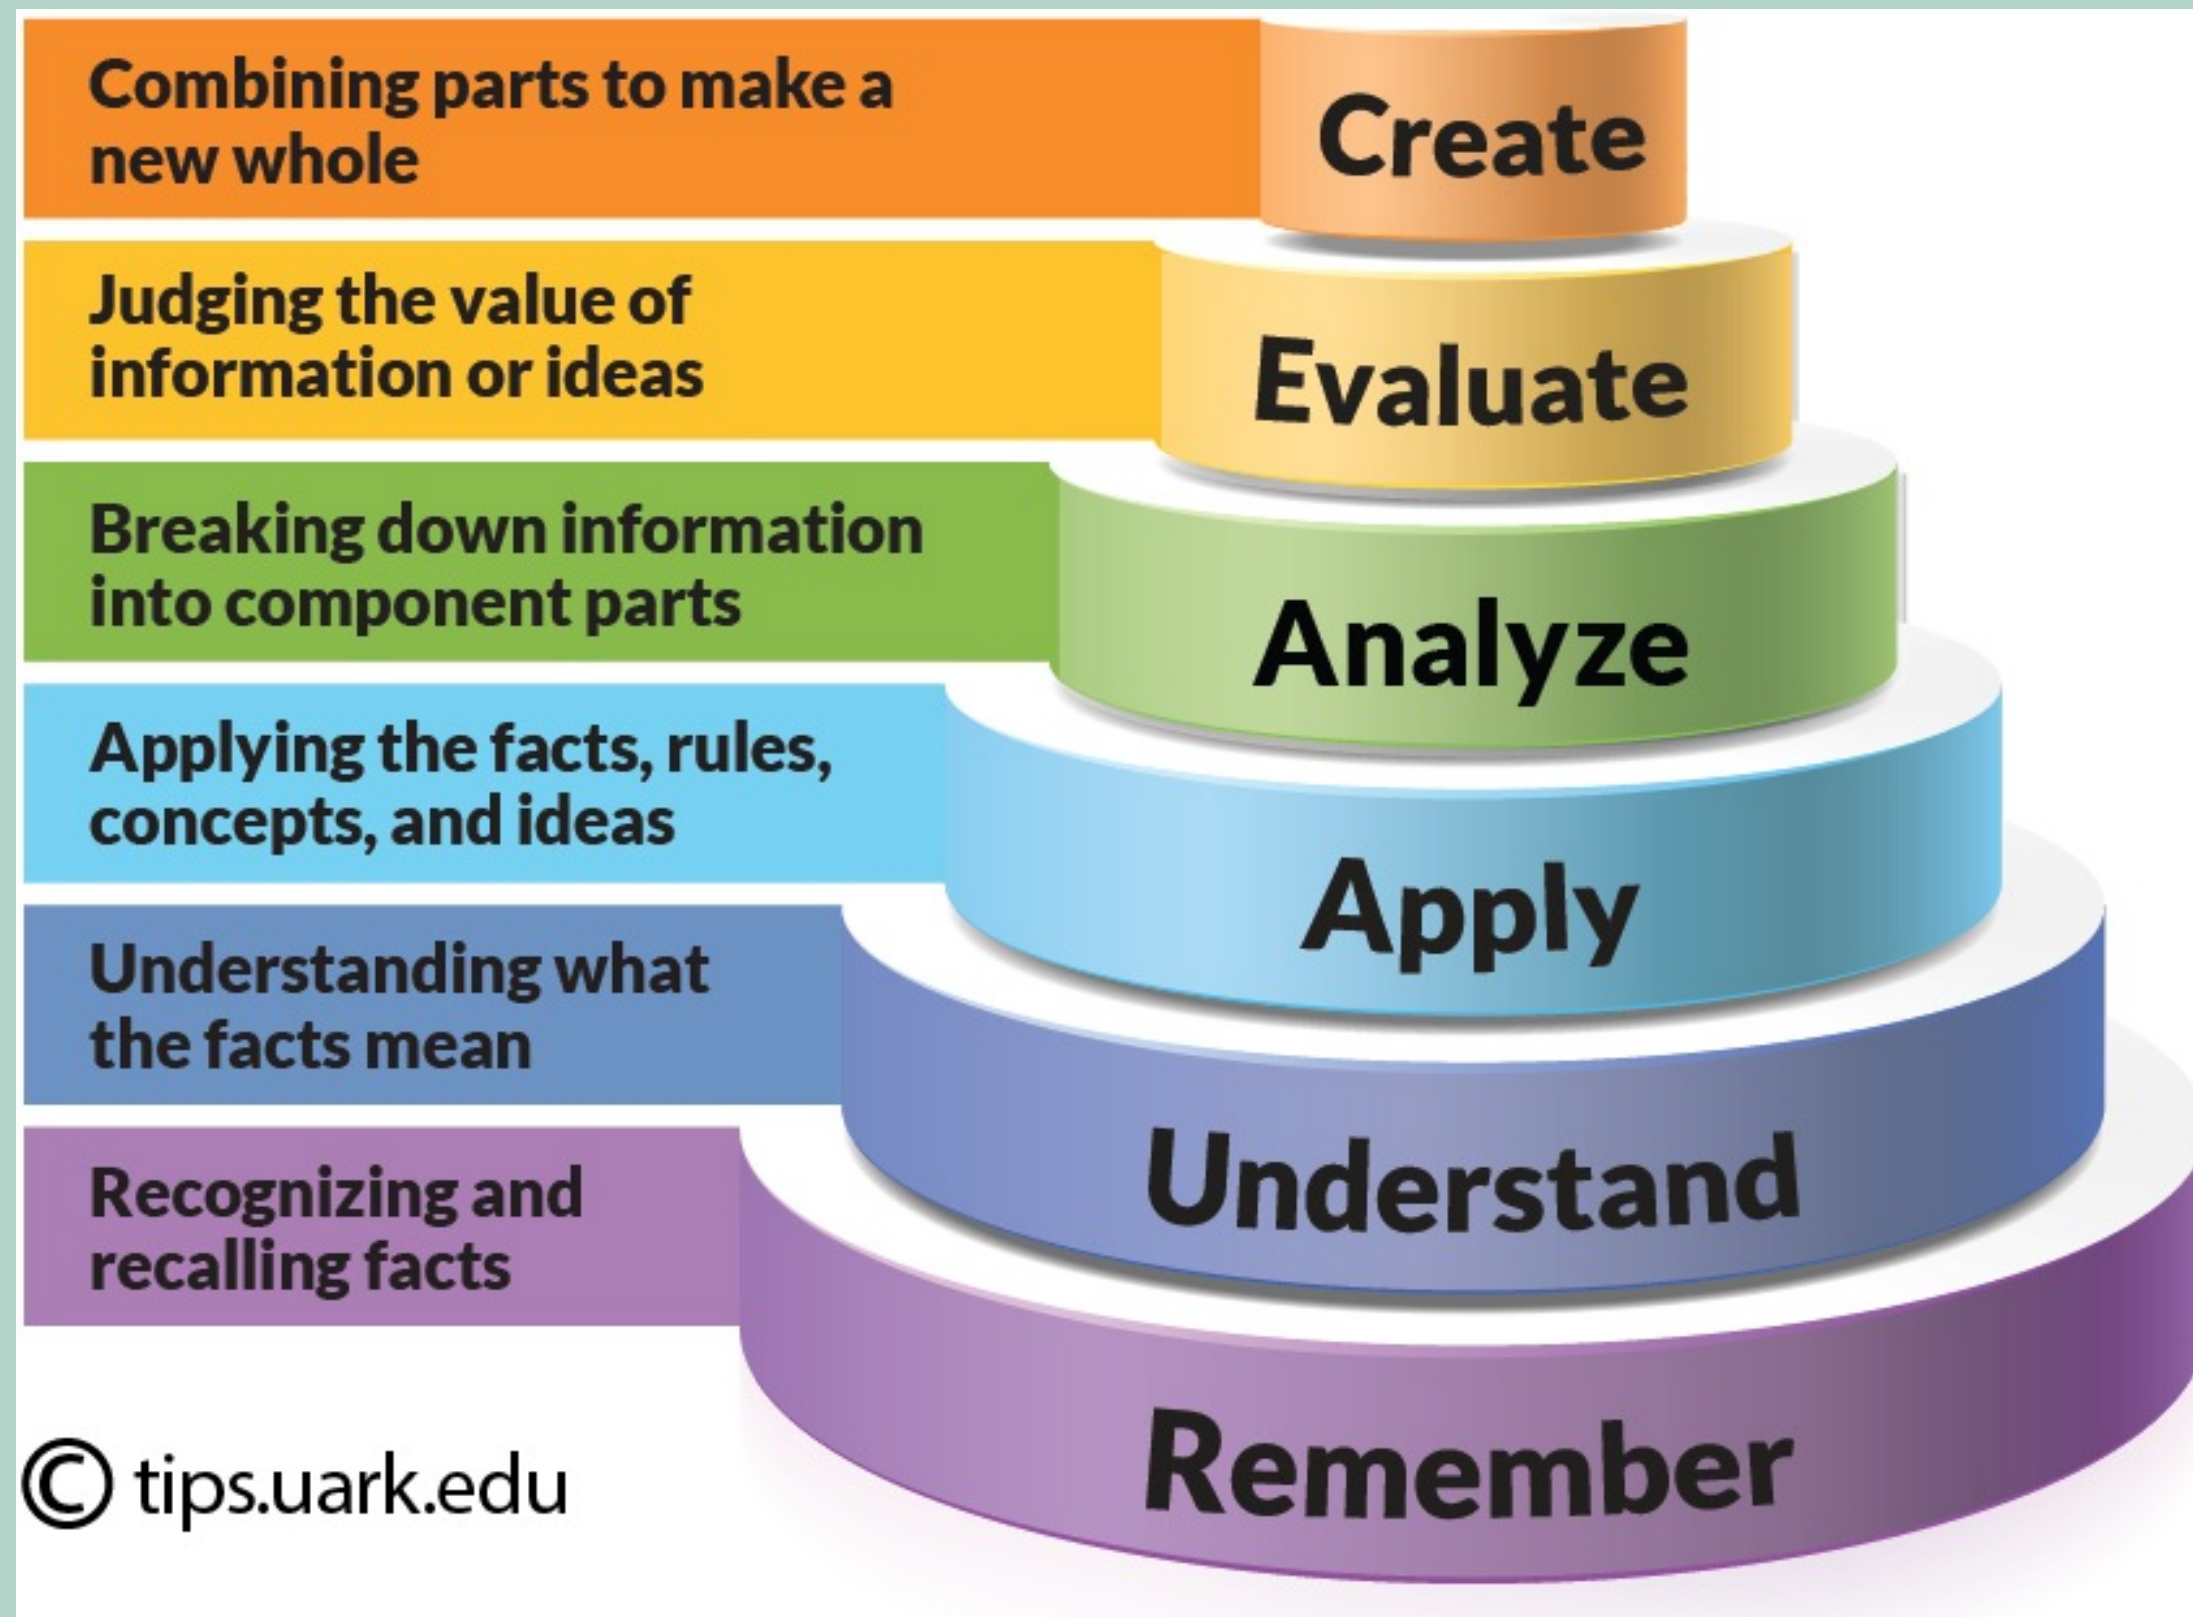 Combining parts to make a
new whole
Create
Judging the value of
information or ideas
Evaluate
Breaking down information
into component parts
Analyze
Applying the facts, rules,
concepts, and ideas
Apply
Understanding what
the facts mean
Understand
Recognizing and
recalling facts
Remember
© tips.uark.edu